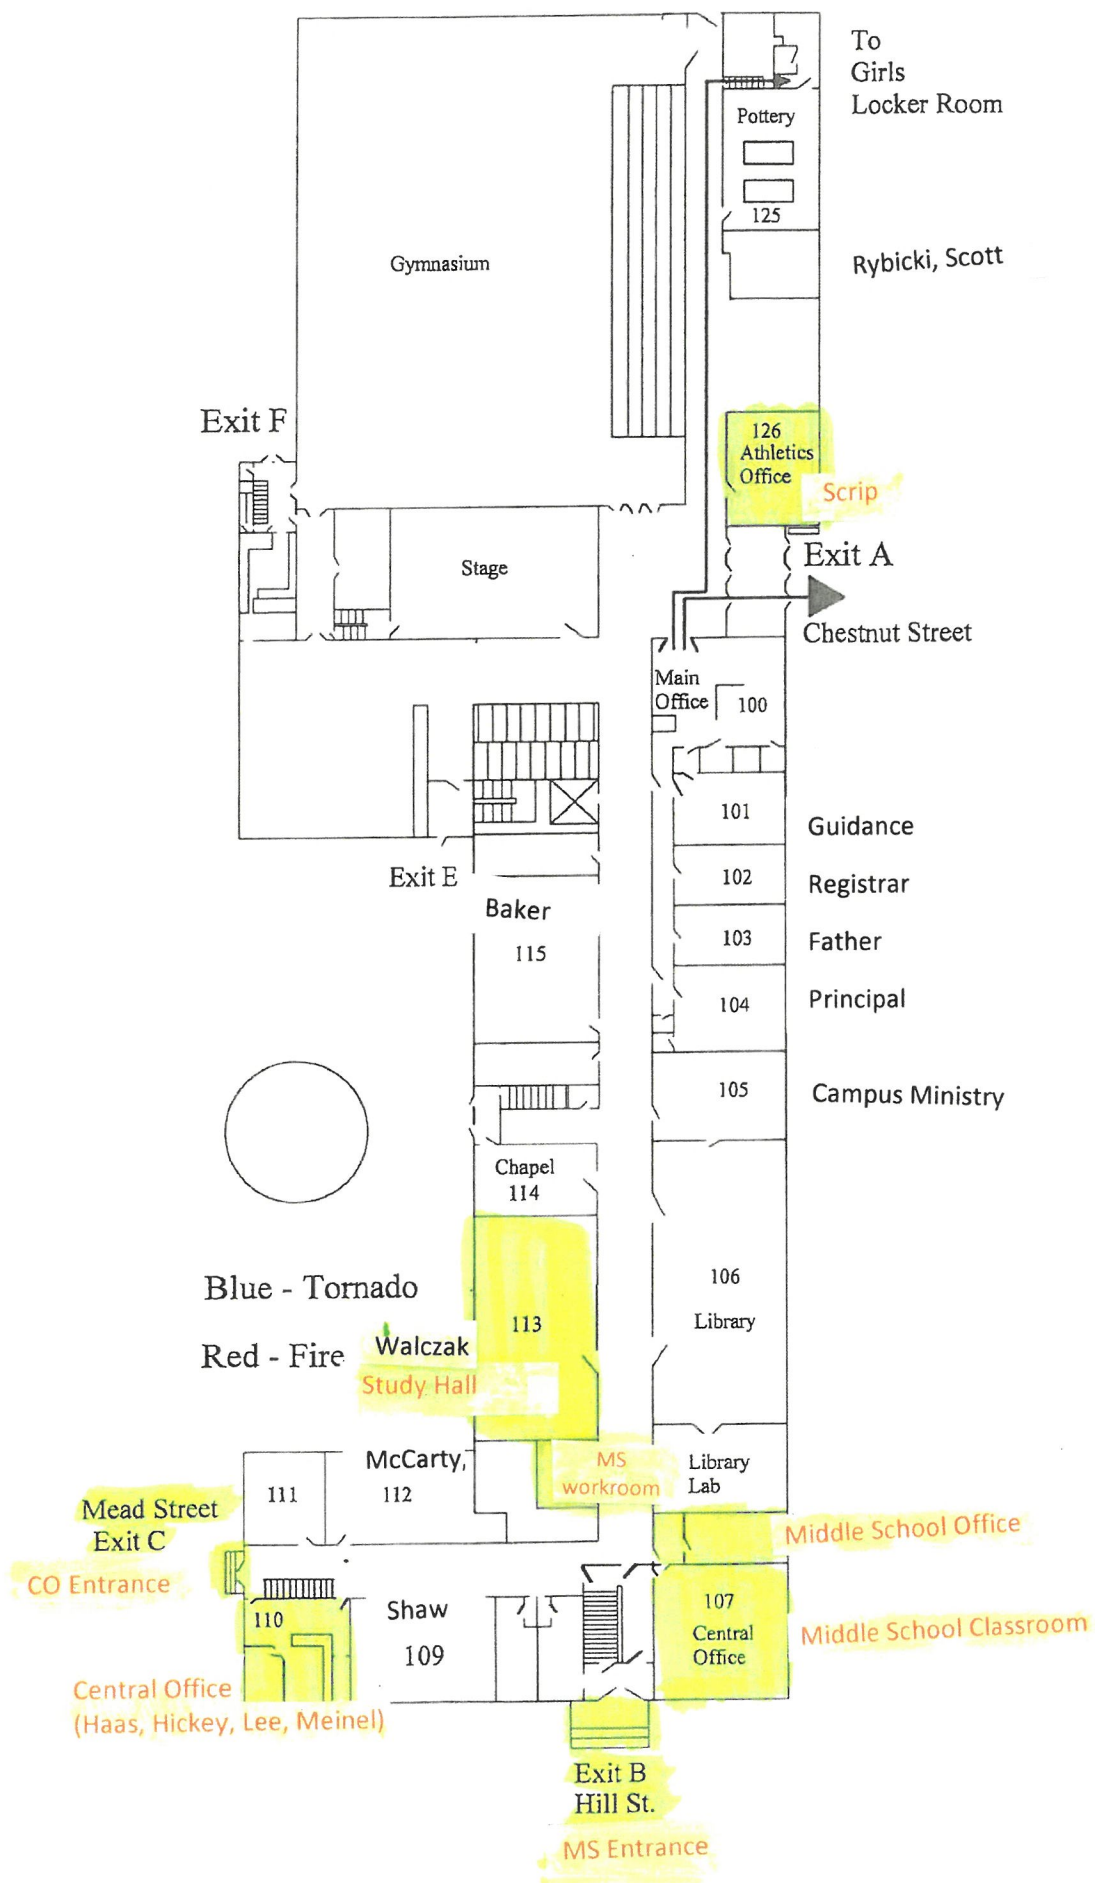 To
Girls
Locker Room
Pottery
125
Rybicki, Scott
Gymnasium
Exit F
126
Athletics
Office
Scrip
Exit A
Stage
Chestnut Street
Main
Office
100
101
Guidance
Exit E
102
Registrar
Baker
115
103
Father
104
Principal
105
Campus Ministry
Chapel
114
106
Library
Blue - Tornado
Red - Fire
113
Walczak
Study Hall
McCarty,
112
111
MS
workroom
Library
Lab
Mead Street
Exit C
CO Entrance
Middle School Office
110
Shaw
109
107
Central
Office
Middle School Classroom
Central Office
(Haas, Hickey, Lee, Meinel)
Exit B
Hill St.
MS Entrance